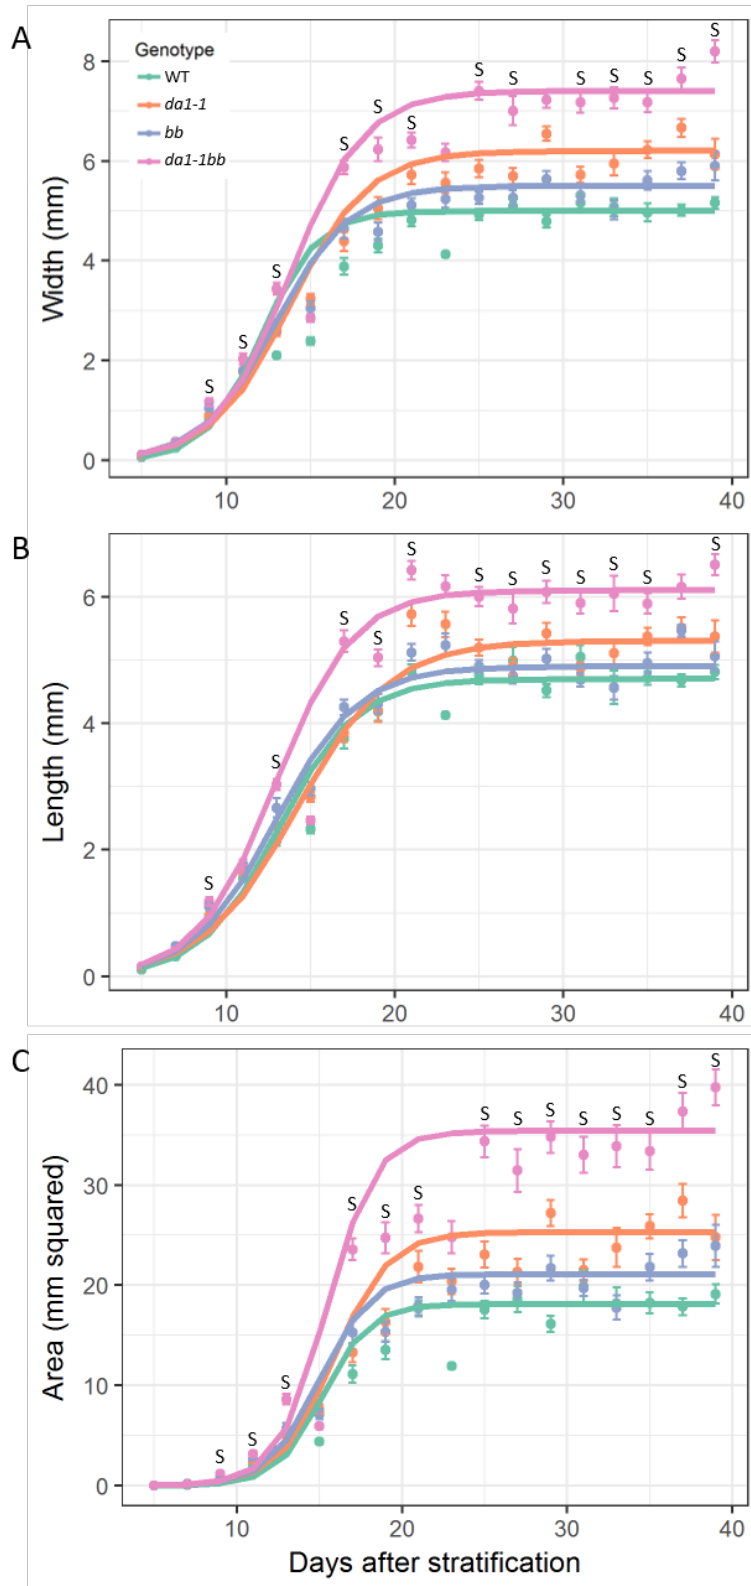 A
Genotype
WT
da1-1
bb
da1-1bb
S S S S S S S S S S S S S S
8
6
4
2
0
Width (mm)
10 20 30 40
B
S S S S S S S S S S S S
6
4
2
0
Length (mm)
10 20 30 40
C
S S S S S S S S S S S S S S
40
30
20
10
0
Area (mm squared)
10 20 30 40
Days after stratification